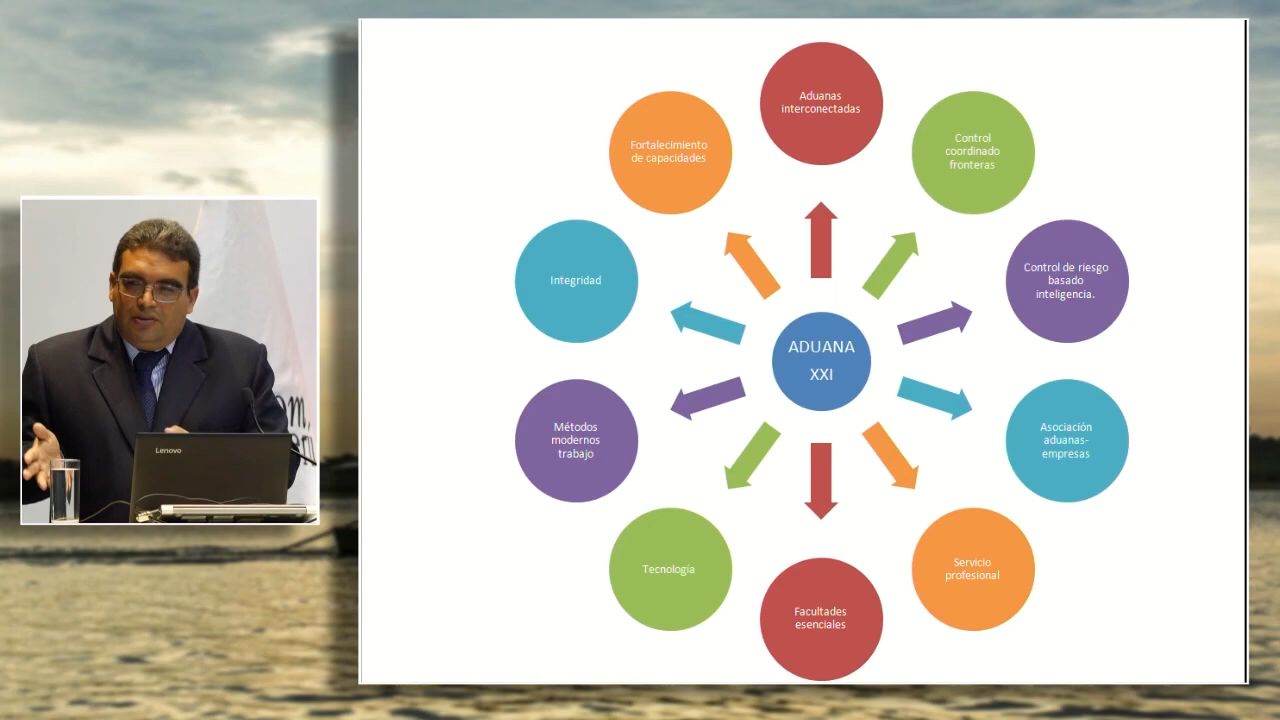 Aduanas
interconectadas
Control
coordinado
fronteras
Control de riesgo
basado
inteligencia.
Asociación
aduanas-
empresas
Servicio
profesional
Facultades
esenciales
Tecnología
Métodos
modernos
trabajo
Integridad
Fortalecimiento
de capacidades
ADUANA
XXI
Lenovo